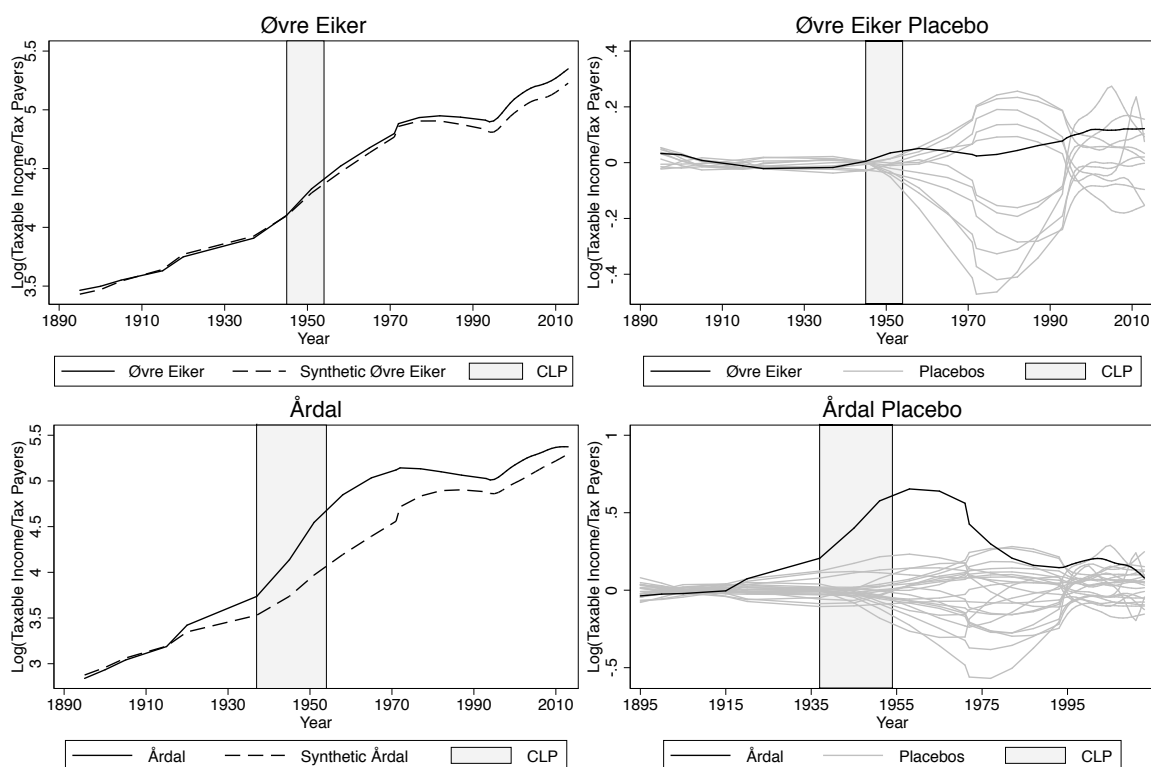 Øvre Eiker
Log(Taxable Income/Tax Payers)
5.5
5
4.5
4
3.5
1890 1910 1930 1950 1970 1990 2010
Year
Øvre Eiker Synthetic Øvre Eiker CLP
Øvre Eiker Placebo
Log(Taxable Income/Tax Payers)
.4
.2
0
-.2
-.4
1890 1910 1930 1950 1970 1990 2010
Year
Øvre Eiker Placebos CLP
Årdal
Log(Taxable Income/Tax Payers)
5.5
5
4.5
4
3.5
3
1890 1910 1930 1950 1970 1990 2010
Year
Årdal Synthetic Årdal CLP
Årdal Placebo
Log(Taxable Income/Tax Payers)
1
.5
0
-.5
1895 1915 1935 1955 1975 1995
Year
Årdal Placebos CLP